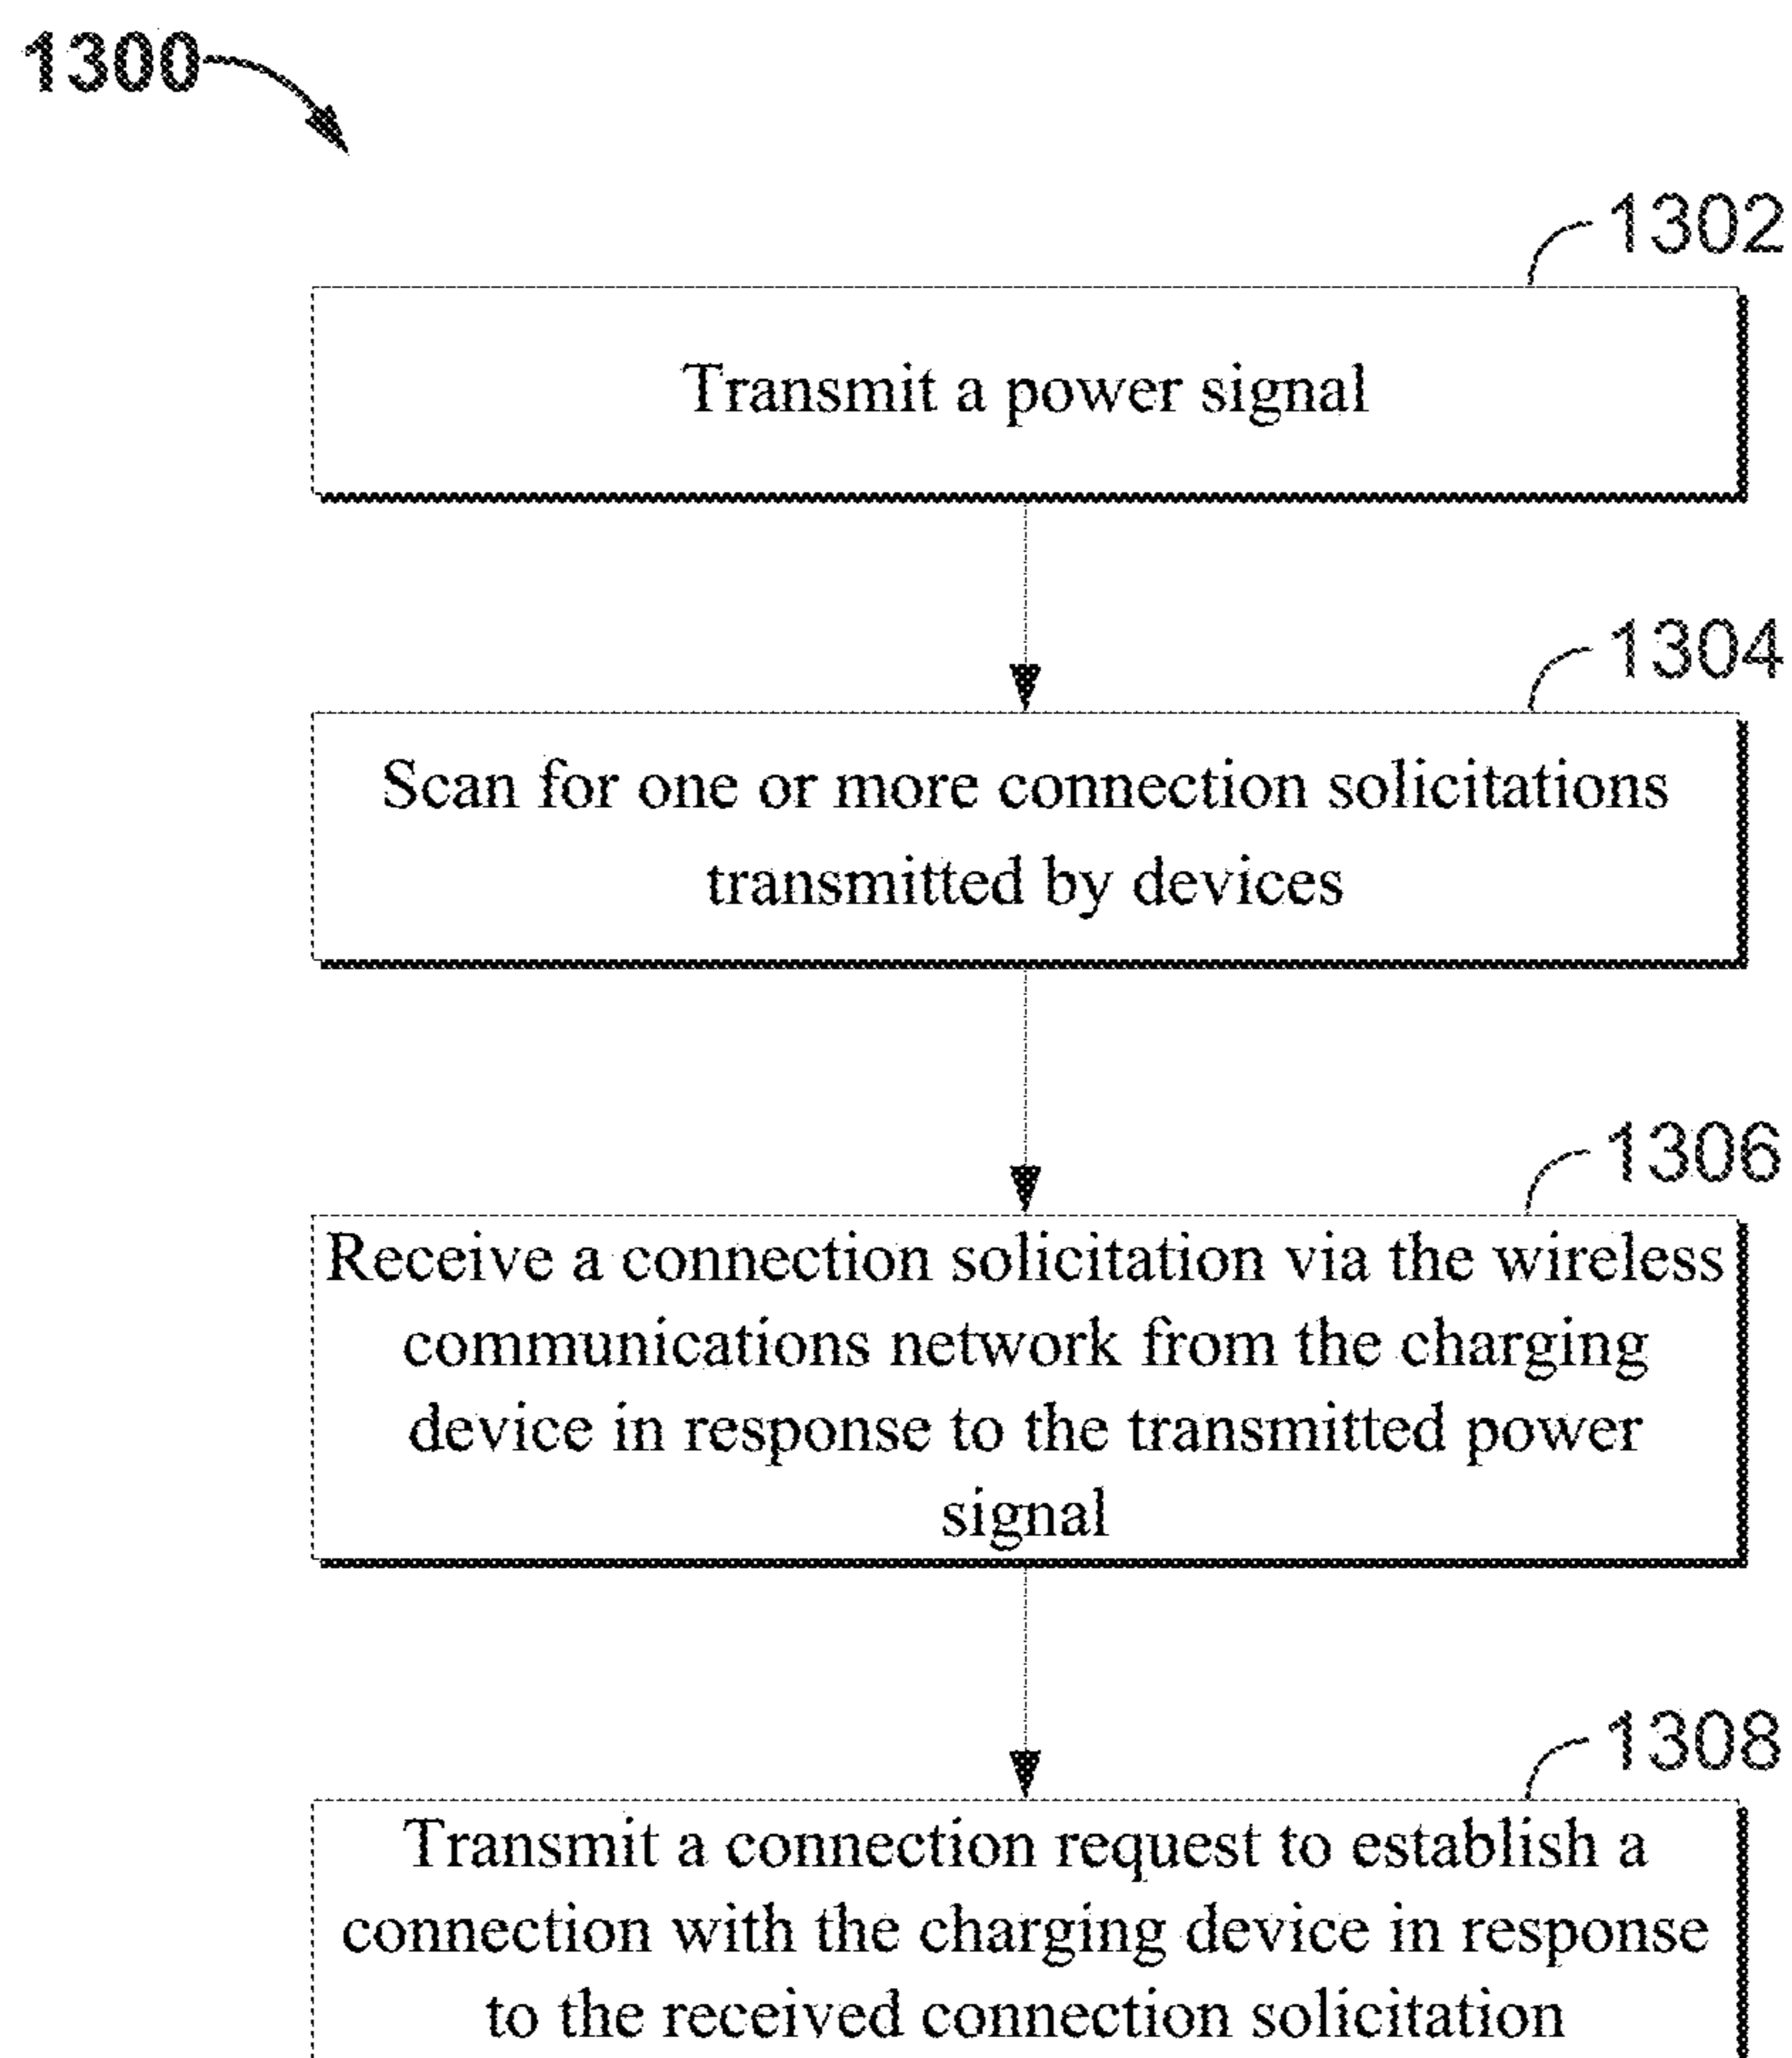 1300
1302
Transmit a power signal
1304
Scan for one or more connection solicitations
transmitted by devices
1306
Receive a connection solicitation via the wireless
communications network from the charging
device in response to the transmitted power
signal
1308
Transmit a connection request to establish a
connection with the charging device in response
to the received connection solicitation